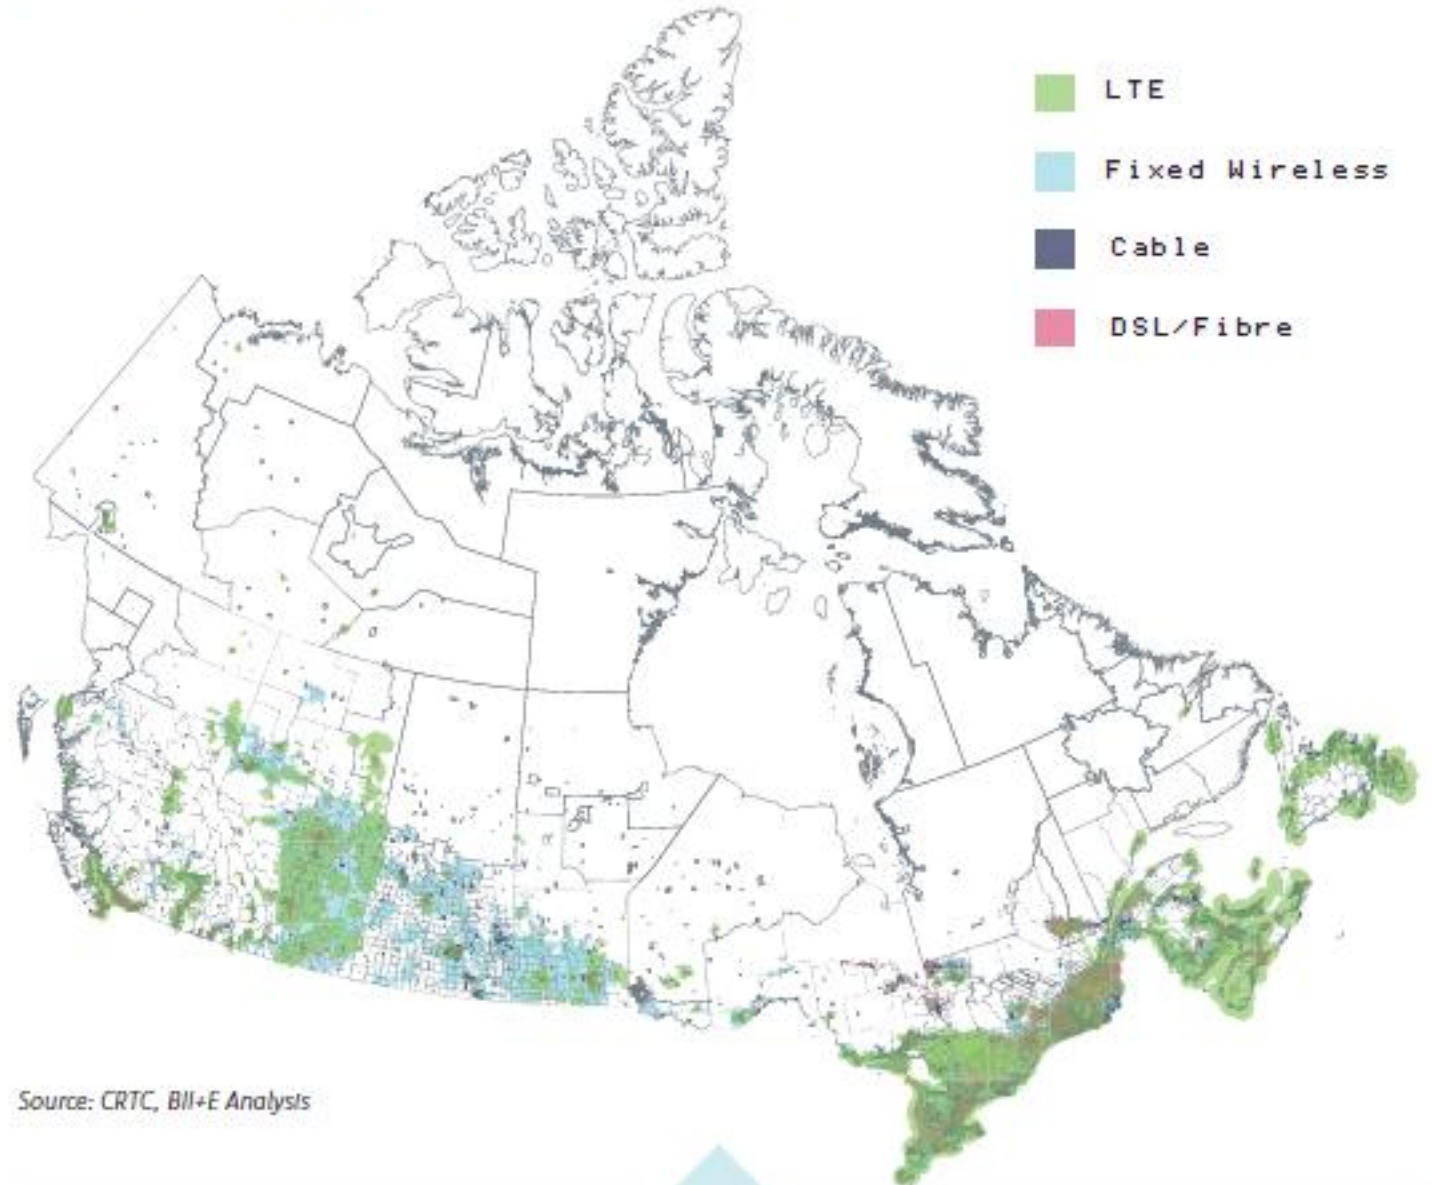 LTE
Fixed Wireless
Cable
DSL/Fibre
Source: CRTC, BII+E Analysis